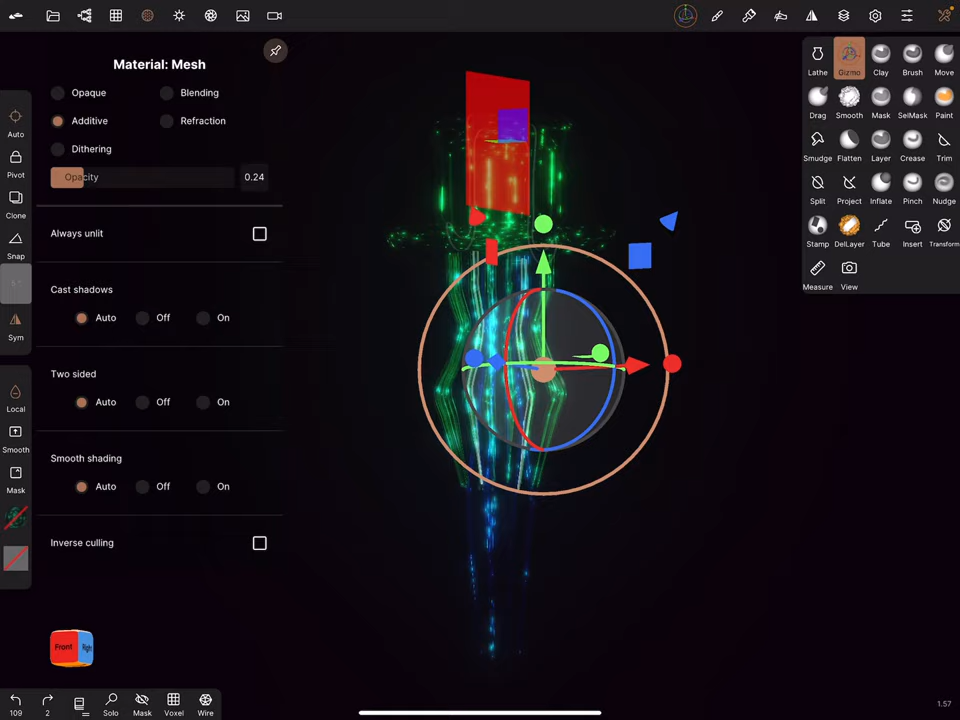 Material: Mesh
Opaque
Blending
Additive
Refraction
Dithering
Opacity
0.24
Always unlit
Cast shadows
Auto
Off
On
Two sided
Auto
Off
On
Smooth shading
Auto
Off
On
Inverse culling
Auto
Pivot
Clone
Snap
Sym
Local
Smooth
Mask
Front
Right
109
2
Solo
Mask
Voxel
Wire
Lathe
Gizmo
Clay
Brush
Move
Drag
Smooth
Mask
SelMask
Paint
Smudge
Flatten
Layer
Crease
Trim
Split
Project
Inflate
Pinch
Nudge
Stamp
DelLayer
Tube
Insert
Transform
Measure
View
1.57